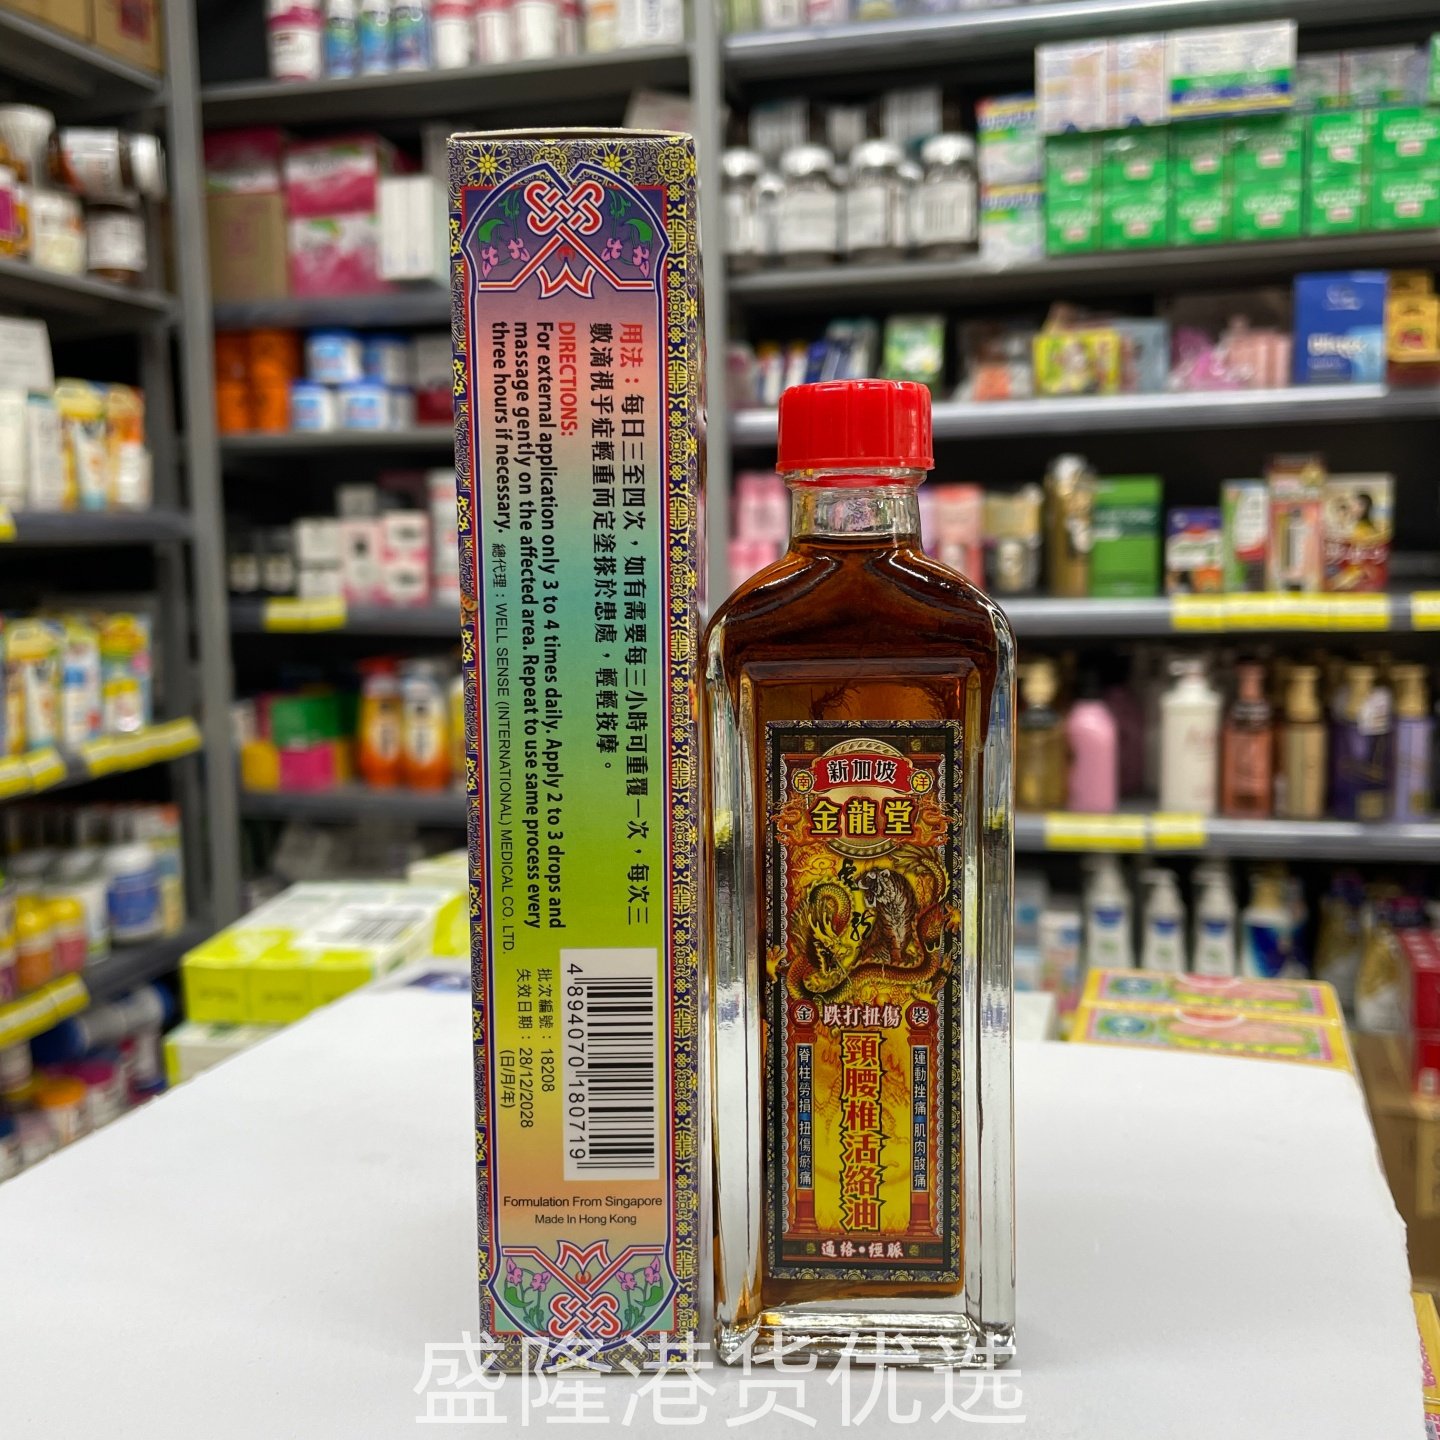 用法：每日三至四次，如有需要每三小時可重覆一次，每次三
數滴視乎症輕重而定塗搽於患處，輕輕按摩。
DIRECTIONS:
For external application only 3 to 4 times daily. Apply 2 to 3 drops and
massage gently on the affected area. Repeat to use same process every
three hours if necessary.
總代理：WELL SENSE (INTERNATIONAL) MEDICAL CO. LTD.
批次編號：18208
失效日期：28/12/2028
(日/月/年)
4 894070 180719
Formulation From Singapore
Made In Hong Kong
新加坡
南 洋
金龍堂
金 跌打扭傷 裝
頸腰椎活絡油
運動挫痛 肌肉酸痛
脊柱勞損 扭傷瘀痛
通絡·經脈
盛隆港货优选